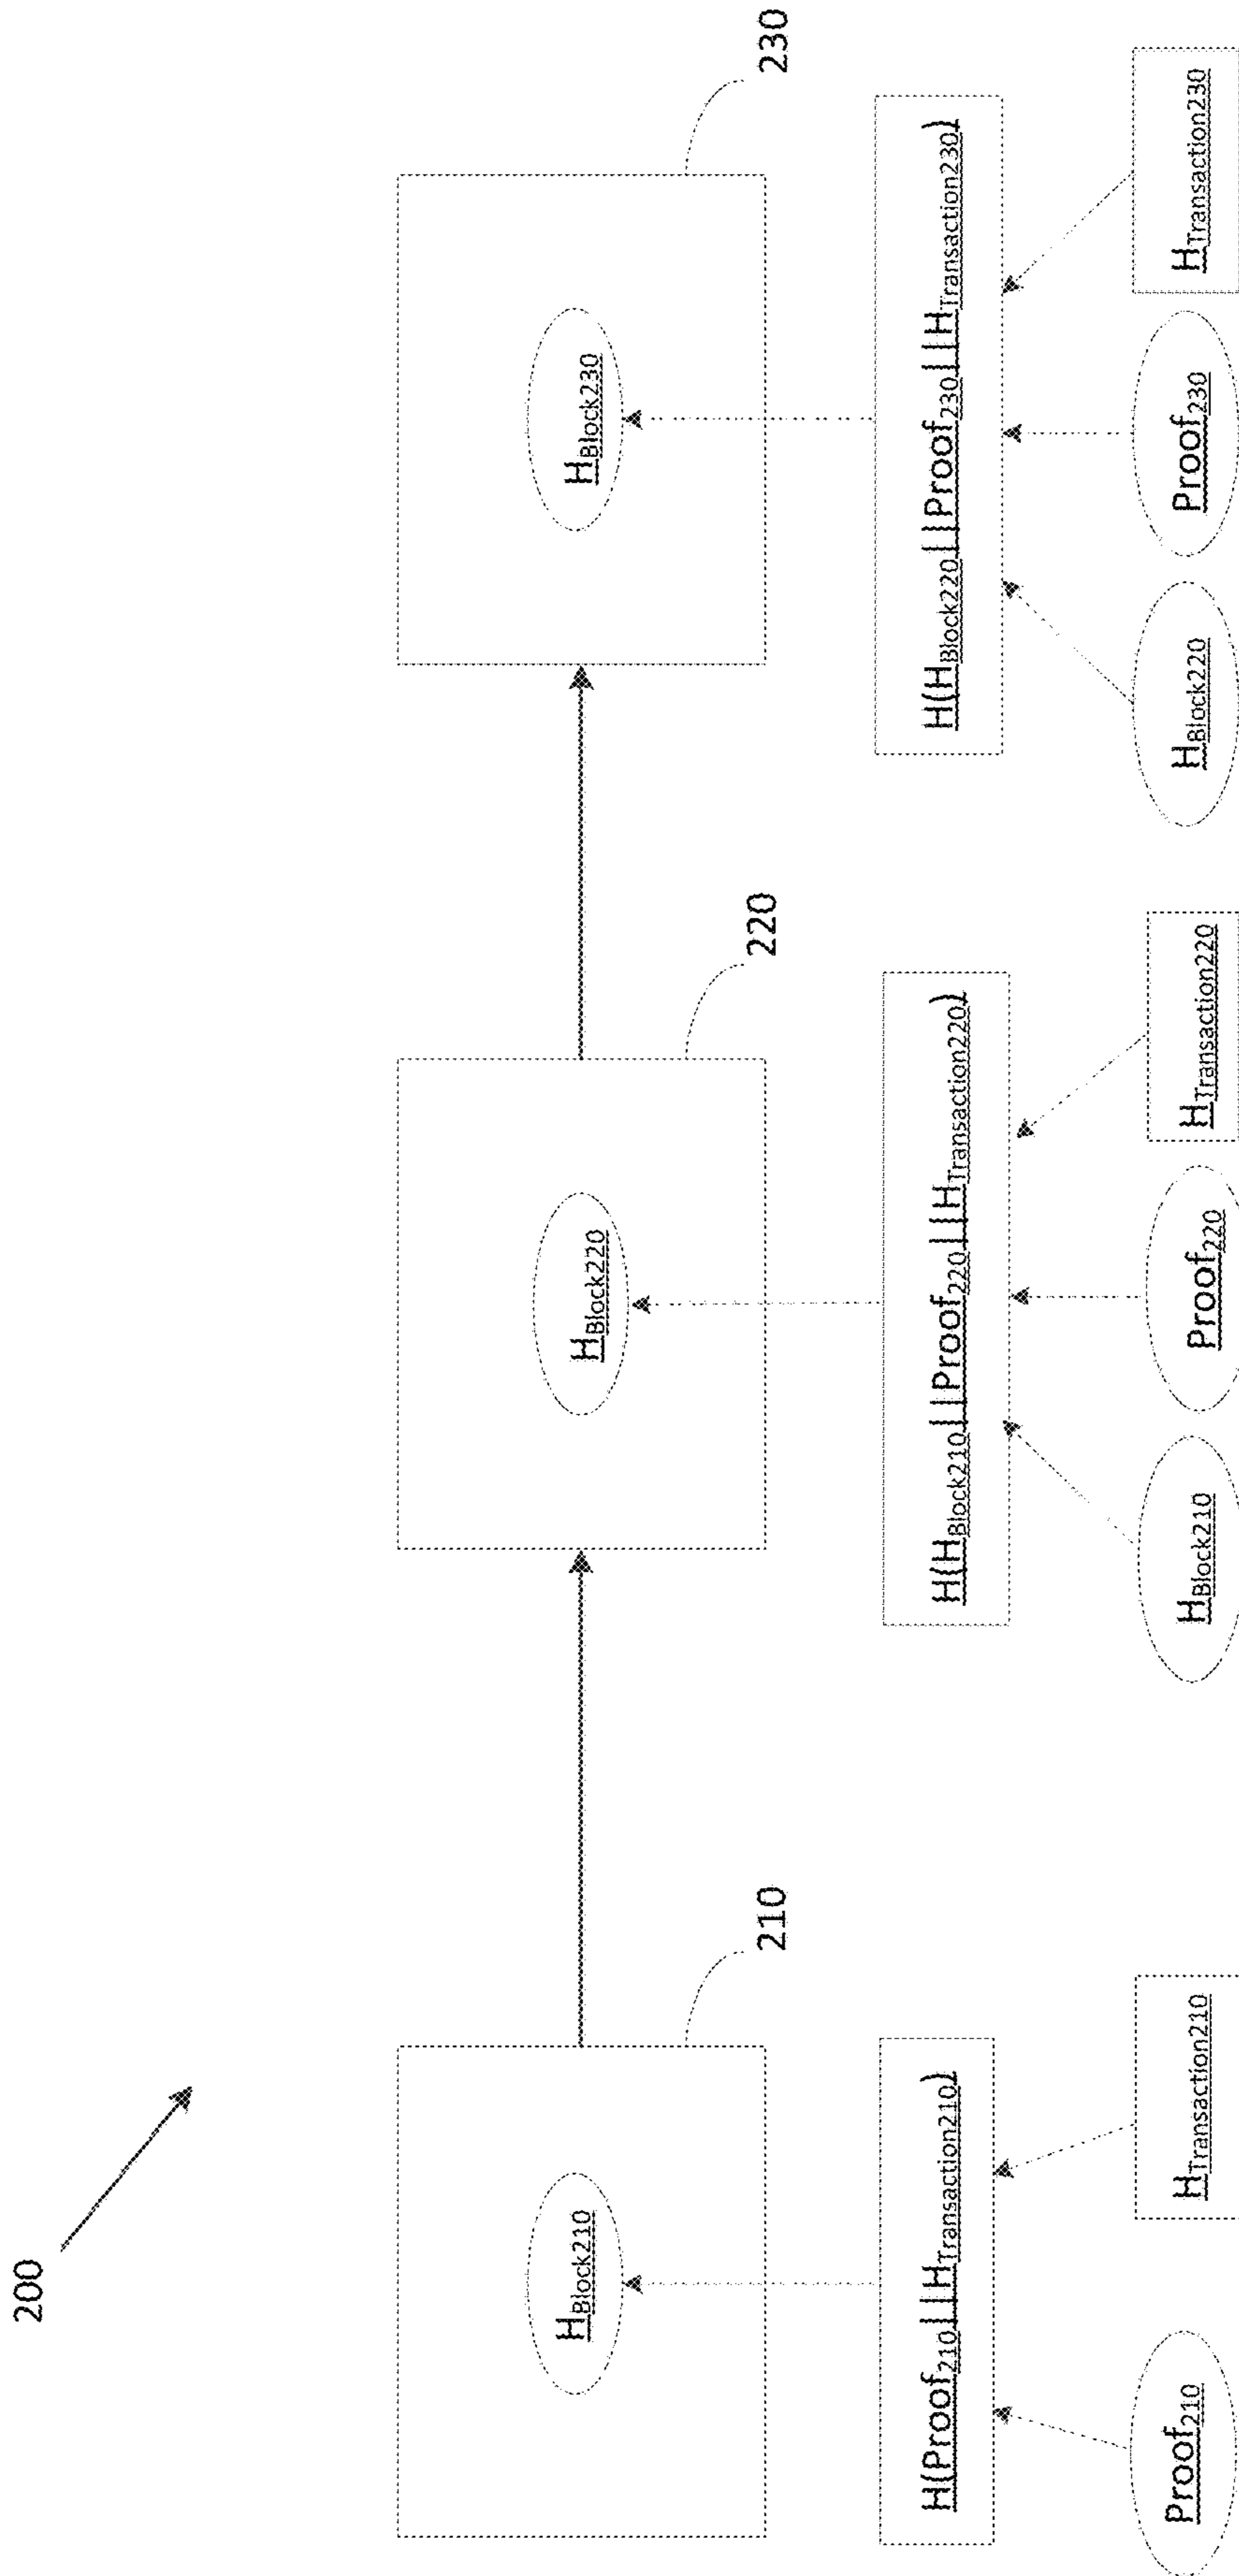 200
H_Block210
210
H(Proof_210||H_Transaction210)
Proof_210
H_Transaction210
H_Block220
220
H(H_Block210||Proof_220||H_Transaction220)
H_Block210
Proof_220
H_Transaction220
H_Block230
230
H(H_Block220||Proof_230||H_Transaction230)
H_Block220
Proof_230
H_Transaction230